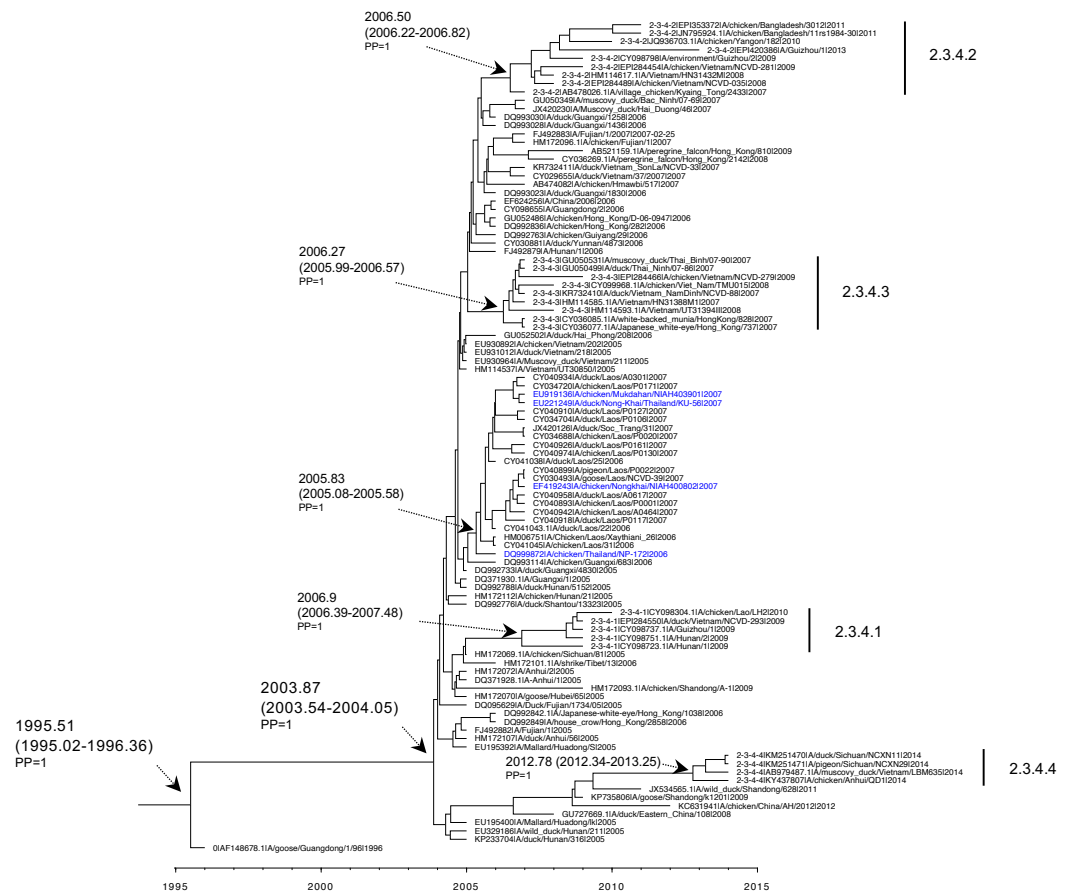 2006.50
(2006.22-2006.82)
PP=1
2-3-4-2|EPI353372|A/chicken/Bangladesh/3012|2011
2-3-4-2|JN795924.1|A/chicken/Bangladesh/11rs1984-30|2011
2-3-4-2|JQ936703.1|A/chicken/Yangon/182|2010
2-3-4-2|EPI420386|A/Guizhou/1|2013
2-3-4-2|CY098798|A/environment/Guizhou/2|2009
2-3-4-2|EPI284454|A/chicken/Vietnam/NCVD-281|2009
2-3-4-2|HM114617.1|A/Vietnam/HN31432M|2008
2-3-4-2|EPI284489|A/chicken/Vietnam/NCVD-035|2008
2-3-4-2|AB478026.1|A/village_chicken/Kyaing_Tong/2433|2007
2.3.4.2
GU050349|A/muscovy_duck/Bac_Ninh/07-69|2007
JX420230|A/Muscovy_duck/Hai_Duong/46|2007
DQ993030|A/duck/Guangxi/1258|2006
DQ993028|A/duck/Guangxi/1436|2006
FJ492883|A/Fujian/1/2007|2007-02-25
HM172096.1|A/chicken/Fujian/1|2007
AB521159.1|A/peregrine_falcon/Hong_Kong/810|2009
CY036269.1|A/peregrine_falcon/Hong_Kong/2142|2008
KR732411|A/duck/Vietnam_SonLa/NCVD-33|2007
CY029655|A/duck/Vietnam/37/2007|2007
AB474082|A/chicken/Hmawbi/517|2007
DQ993023|A/duck/Guangxi/1830|2006
EF624256|A/China/2006|2006
CY098655|A/Guangdong/2|2006
GU052486|A/chicken/Hong_Kong/D-06-0947|2006
DQ992836|A/chicken/Hong_Kong/282|2006
DQ992763|A/chicken/Guiyang/29|2006
CY030881|A/duck/Yunnan/4873|2006
FJ492879|A/Hunan/1|2006
2006.27
(2005.99-2006.57)
PP=1
2-3-4-3|GU050531|A/muscovy_duck/Thai_Binh/07-90|2007
2-3-4-3|GU050499|A/duck/Thai_Ninh/07-86|2007
2-3-4-3|EPI284466|A/chicken/Vietnam/NCVD-279|2009
2-3-4-3|CY099968.1|A/chicken/Viet_Nam/TMU015|2008
2-3-4-3|KR732410|A/duck/Vietnam_NamDinh/NCVD-88|2007
2-3-4-3|HM114585.1|A/Vietnam/HN31388M1|2007
2-3-4-3|HM114593.1|A/Vietnam/UT31394II|2008
2-3-4-3|CY036085.1|A/white-backed_munia/HongKong/828|2007
2-3-4-3|CY036077.1|A/Japanese_white-eye/Hong_Kong/737|2007
2.3.4.3
GU052502|A/duck/Hai_Phong/208|2006
EU930892|A/chicken/Vietnam/202|2005
EU931012|A/duck/Vietnam/218|2005
EU930964|A/Muscovy_duck/Vietnam/211|2005
HM114537|A/Vietnam/UT30850/|2005
CY040934|A/duck/Laos/A0301|2007
CY034720|A/chicken/Laos/P0171|2007
EU919136|A/chicken/Mukdahan/NIAH403901|2007
EU221249|A/duck/Nong-Khai/Thailand/KU-56|2007
CY040910|A/duck/Laos/P0127|2007
CY034704|A/duck/Laos/P0106|2007
JX420126|A/duck/Soc_Trang/31|2007
CY034688|A/chicken/Laos/P0020|2007
CY040926|A/duck/Laos/P0161|2007
CY040974|A/chicken/Laos/P0130|2007
CY041038|A/duck/Laos/25|2006
CY040899|A/pigeon/Laos/P0022|2007
CY030493|A/goose/Laos/NCVD-39|2007
EF419243|A/chicken/Nongkhai/NIAH400802|2007
CY040958|A/duck/Laos/A0617|2007
CY040893|A/chicken/Laos/P0001|2007
CY040942|A/chicken/Laos/A0464|2007
CY040918|A/duck/Laos/P0117|2007
CY041043.1|A/duck/Laos/22|2006
HM006751|A/Chicken/Laos/Xaythiani_26|2006
CY041045|A/chicken/Laos/31|2006
DQ999872|A/chicken/Thailand/NP-172|2006
DQ993114|A/chicken/Guangxi/683|2006
2005.83
(2005.08-2005.58)
PP=1
DQ992733|A/duck/Guangxi/4830|2005
DQ371930.1|A/Guangxi/1|2005
DQ992788|A/duck/Hunan/5152|2005
HM172112|A/chicken/Hunan/21|2005
DQ992776|A/duck/Shantou/13323|2005
2006.9
(2006.39-2007.48)
PP=1
2-3-4-1|CY098304.1|A/chicken/Lao/LH2|2010
2-3-4-1|EPI284550|A/duck/Vietnam/NCVD-293|2009
2-3-4-1|CY098737.1|A/Guizhou/1|2009
2-3-4-1|CY098751.1|A/Hunan/2|2009
2-3-4-1|CY098723.1|A/Hunan/1|2009
2.3.4.1
HM172069.1|A/chicken/Sichuan/81|2005
HM172101.1|A/shrike/Tibet/13|2006
HM172072|A/Anhui/2|2005
DQ371928.1|A/Anhui/1|2005
HM172093.1|A/chicken/Shandong/A-1|2009
HM172070|A/goose/Hubei/65|2005
DQ095629|A/Duck/Fujian/1734/05|2005
DQ992842.1|A/Japanese-white-eye/Hong_Kong/1038|2006
DQ992849|A/house_crow/Hong_Kong/2858|2006
FJ492882|A/Fujian/1|2005
HM172107|A/duck/Anhui/56|2005
EU195392|A/Mallard/Huadong/S|2005
2003.87
(2003.54-2004.05)
PP=1
1995.51
(1995.02-1996.36)
PP=1
2012.78 (2012.34-2013.25)
PP=1
2-3-4-4|KM251470|A/duck/Sichuan/NCXN11|2014
2-3-4-4|KM251471|A/pigeon/Sichuan/NCXN29|2014
2-3-4-4|AB979487.1|A/muscovy_duck/Vietnam/LBM635|2014
2-3-4-4|KY437807|A/chicken/Anhui/QD1|2014
2.3.4.4
JX534565.1|A/wild_duck/Shandong/628|2011
KP735806|A/goose/Shandong/k1201|2009
KC631941|A/chicken/China/AH/2012|2012
GU727669.1|A/duck/Eastern_China/108|2008
EU195400|A/Mallard/Huadong/lk|2005
EU329186|A/wild_duck/Hunan/211|2005
KP233704|A/duck/Hunan/316|2005
0|AF148678.1|A/goose/Guangdong/1/96|1996
1995 2000 2005 2010 2015